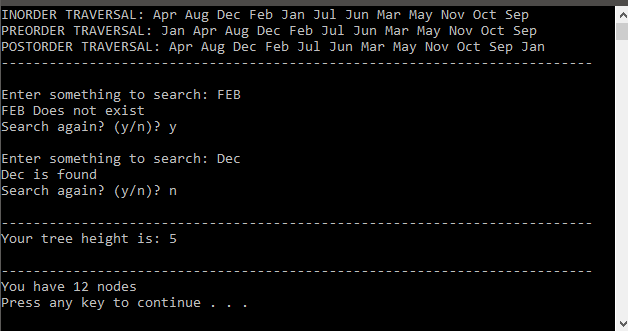 INORDER TRAVERSAL: Apr Aug Dec Feb Jan Jul Jun Mar May Nov Oct Sep
PREORDER TRAVERSAL: Jan Apr Aug Dec Feb Jul Jun Mar May Nov Oct Sep
POSTORDER TRAVERSAL: Apr Aug Dec Feb Jul Jun Mar May Nov Oct Sep Jan
--------------------------------------------------------------------------
Enter something to search: FEB
FEB Does not exist
Search again? (y/n)? y
Enter something to search: Dec
Dec is found
Search again? (y/n)? n
--------------------------------------------------------------------------
Your tree height is: 5
--------------------------------------------------------------------------
You have 12 nodes
Press any key to continue . . .